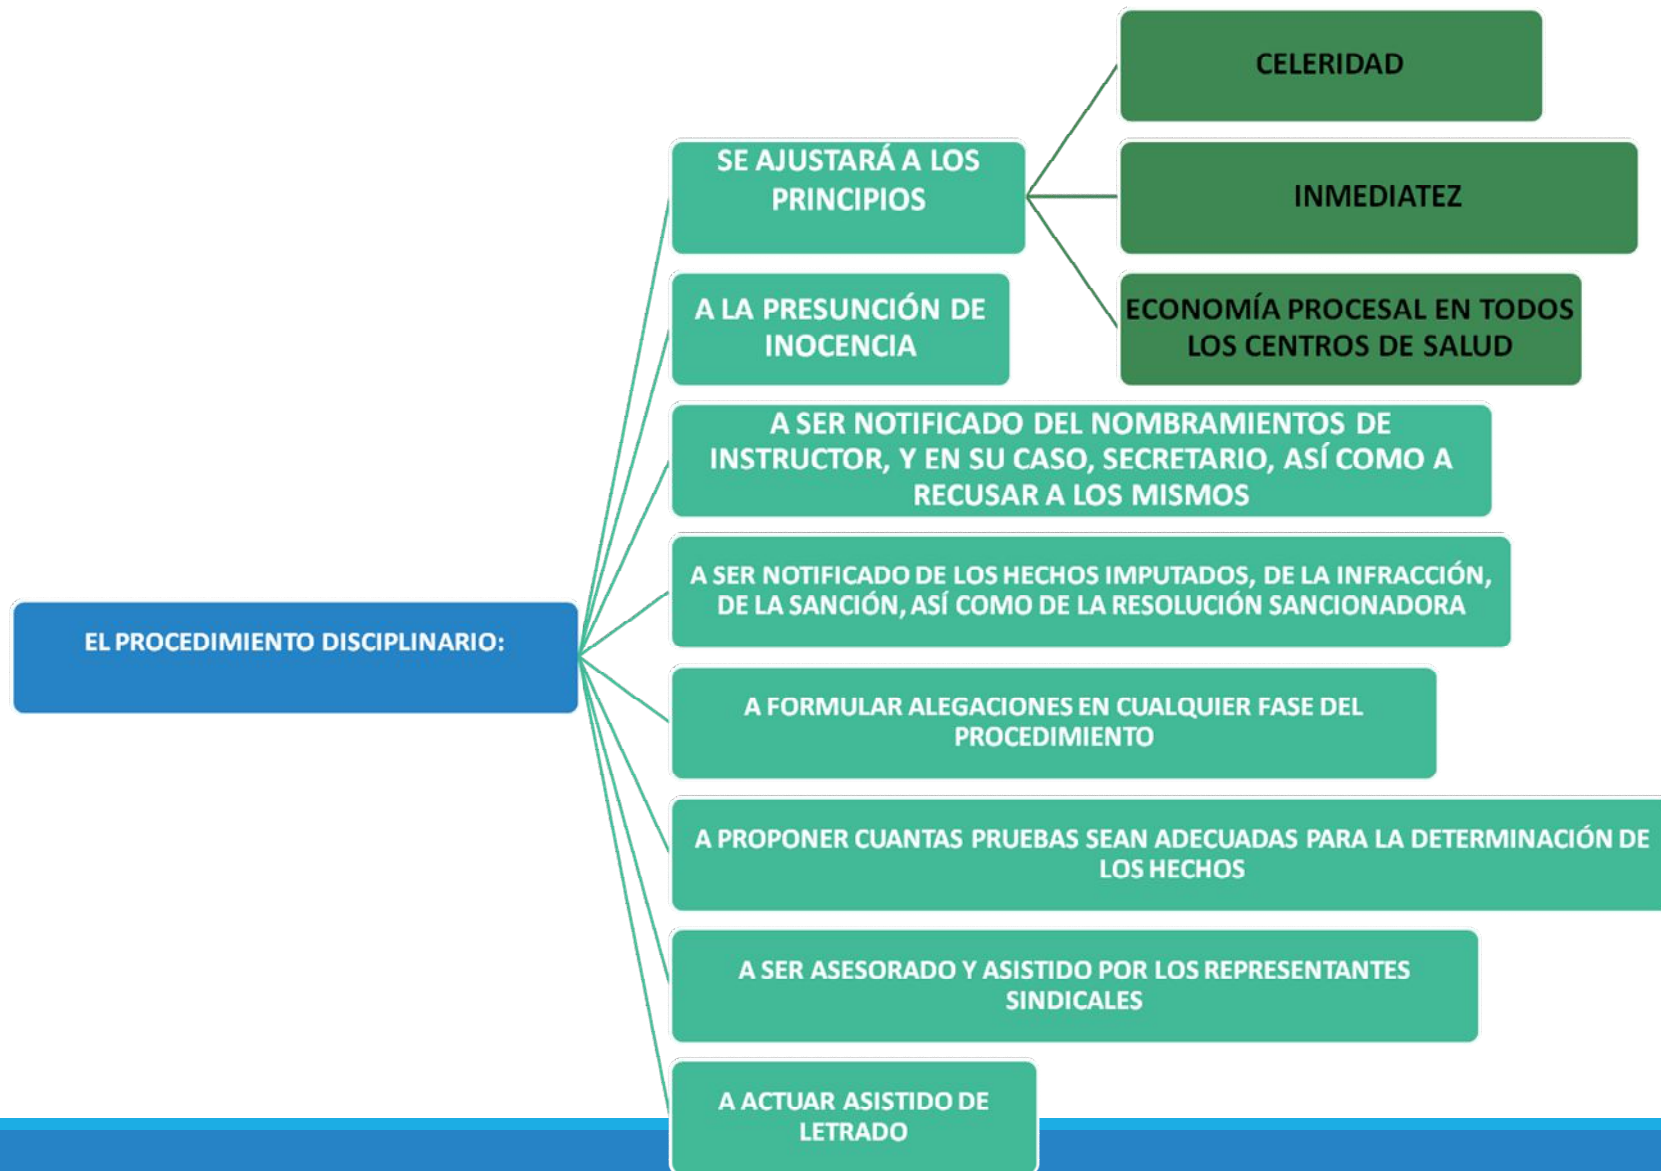 EL PROCEDIMIENTO DISCIPLINARIO:
SE AJUSTARÁ A LOS
PRINCIPIOS
CELERIDAD
INMEDIATEZ
ECONOMÍA PROCESAL EN TODOS
LOS CENTROS DE SALUD
A LA PRESUNCIÓN DE
INOCENCIA
A SER NOTIFICADO DEL NOMBRAMIENTOS DE
INSTRUCTOR, Y EN SU CASO, SECRETARIO, ASÍ COMO A
RECUSAR A LOS MISMOS
A SER NOTIFICADO DE LOS HECHOS IMPUTADOS, DE LA INFRACCIÓN,
DE LA SANCIÓN, ASÍ COMO DE LA RESOLUCIÓN SANCIONADORA
A FORMULAR ALEGACIONES EN CUALQUIER FASE DEL
PROCEDIMIENTO
A PROPONER CUANTAS PRUEBAS SEAN ADECUADAS PARA LA DETERMINACIÓN DE
LOS HECHOS
A SER ASESORADO Y ASISTIDO POR LOS REPRESENTANTES
SINDICALES
A ACTUAR ASISTIDO DE
LETRADO